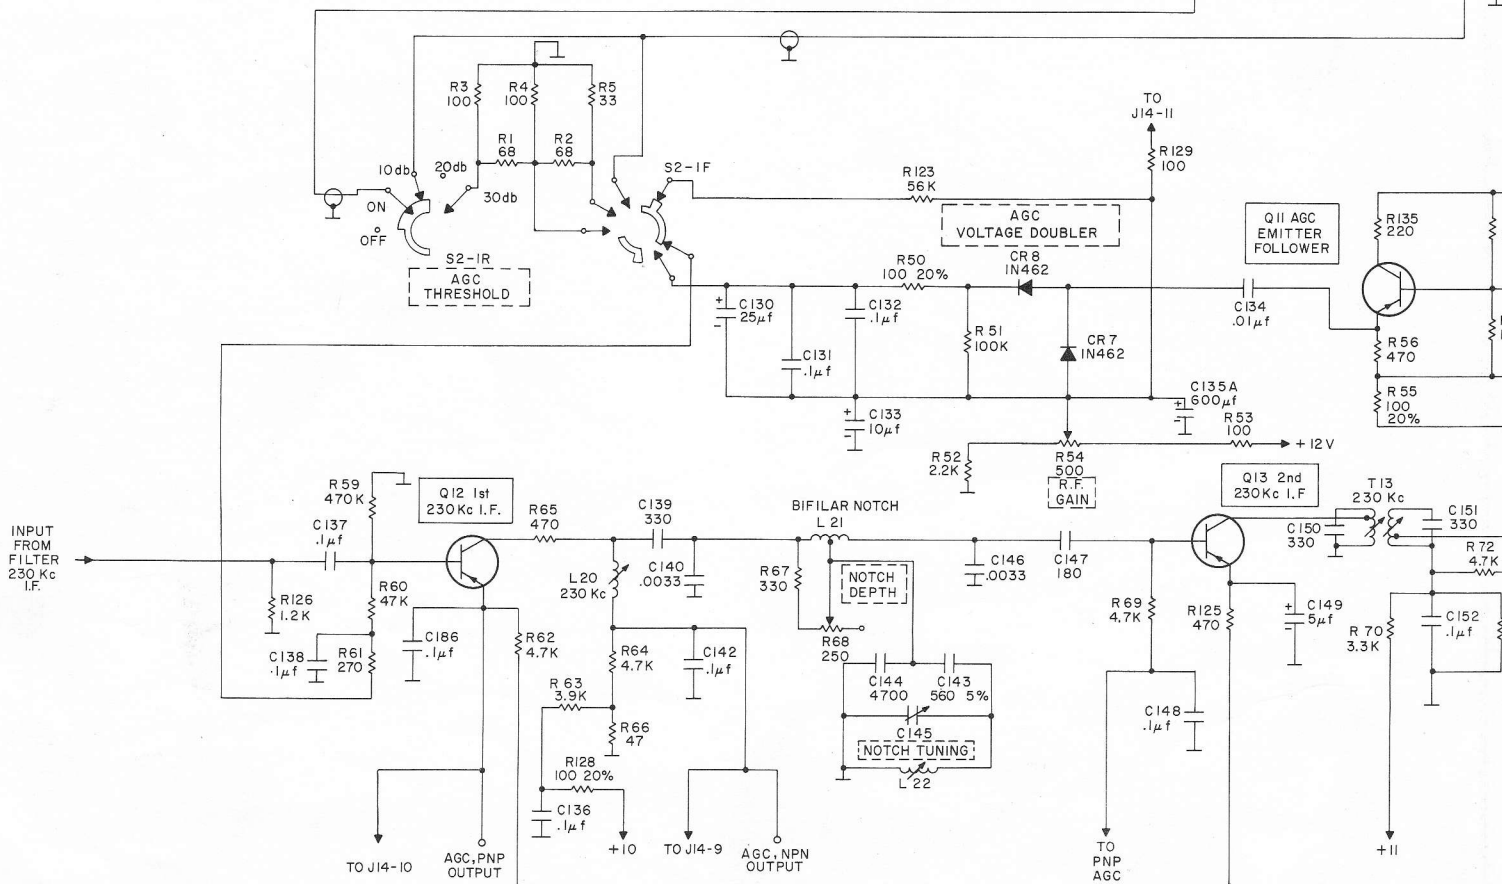 R3
100
R4
100
R5
33
R1
68
R2
68
10db
20db
30db
ON
OFF
S2-1R
AGC
THRESHOLD
S2-1F
TO
J14-11
R129
100
R123
56K
AGC
VOLTAGE DOUBLER
Q11 AGC
EMITTER
FOLLOWER
R135
220
R50
100 20%
CR8
1N462
+
C130
25µf
-
C132
.1µf
C131
.1µf
R51
100K
CR7
1N462
C134
.01µf
R56
470
R55
100
20%
+
C133
10µf
-
C135A
+
600µf
-
R53
100
+12V
R52
2.2K
R54
500
R.F.
GAIN
R59
470K
Q12 1st
230Kc I.F.
R65
470
C139
330
BIFILAR NOTCH
L21
Q13 2nd
230Kc I.F
T13
230 Kc
C150
330
C151
330
R72
4.7K
INPUT
FROM
FILTER
230 Kc
I.F.
C137
.1µf
R126
1.2K
R60
47K
L20
230 Kc
C140
.0033
R67
330
NOTCH
DEPTH
C146
.0033
C147
180
R69
4.7K
R125
470
+
C149
5µf
-
R70
3.3K
C152
.1µf
C138
.1µf
R61
270
C186
.1µf
R62
4.7K
R64
4.7K
C142
.1µf
R68
250
C144
4700
C143
560 5%
R63
3.9K
R66
47
C145
NOTCH TUNING
L22
C148
.1µf
R128
100 20%
C136
.1µf
TO J14-10
AGC, PNP
OUTPUT
+10
TO J14-9
AGC, NPN
OUTPUT
TO
PNP
AGC
+11